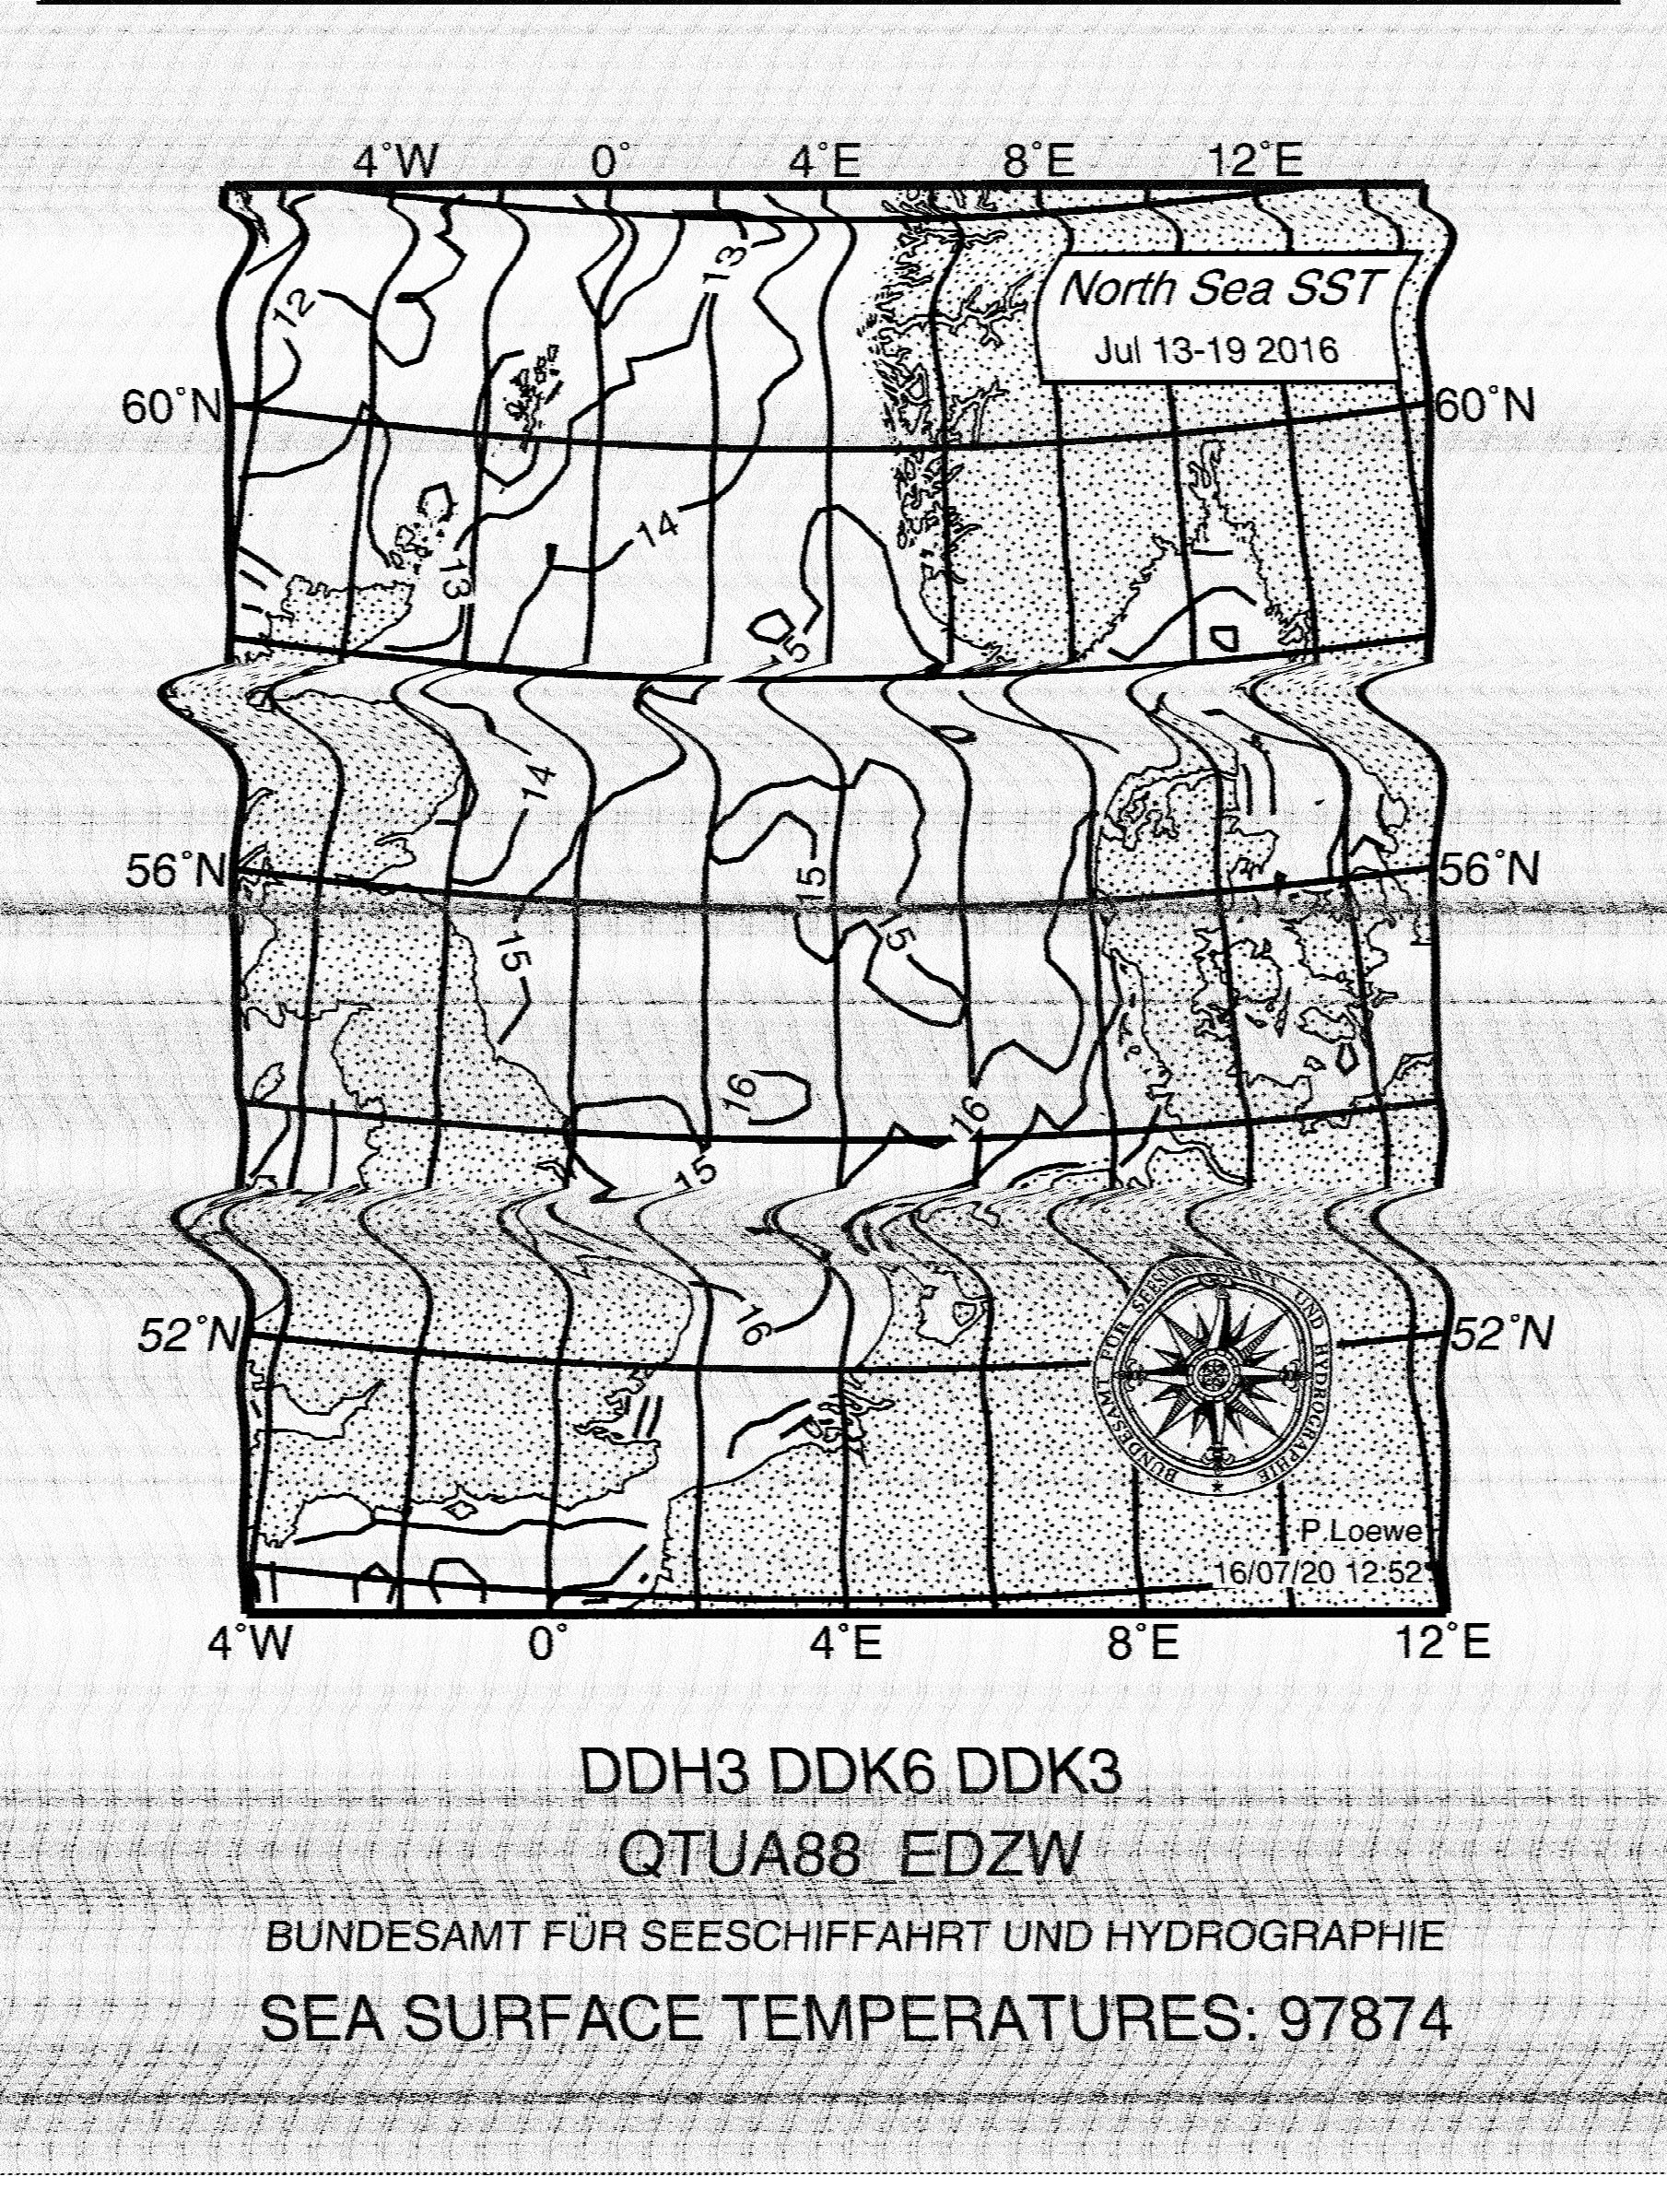 4°W 0° 4°E 8°E 12°E
North Sea SST
Jul 13-19 2016
13
12
60°N 60°N
14
13
15
14
56°N 56°N
15
15
15
16
16
15
52°N 52°N
16
BUNDESAMT FÜR SEESCHIFFAHRT UND HYDROGRAPHIE
P.Loewe
16/07/20 12:52
4°W 0° 4°E 8°E 12°E
DDH3 DDK6 DDK3
QTUA88_EDZW
BUNDESAMT FÜR SEESCHIFFAHRT UND HYDROGRAPHIE
SEA SURFACE TEMPERATURES: 97874